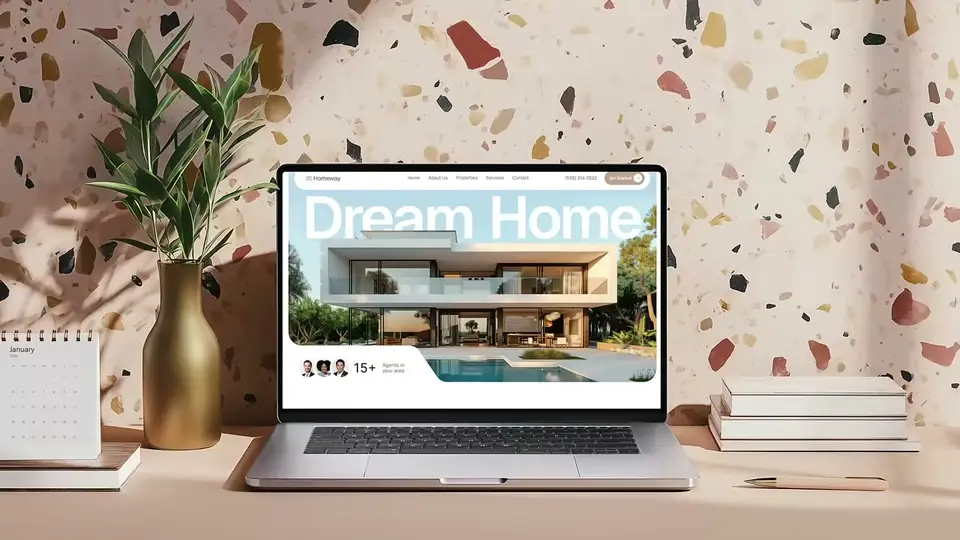 Homeway
Home About Us Properties Services Contact
Get Started
Dream Home
15+
Agents in
your area
January